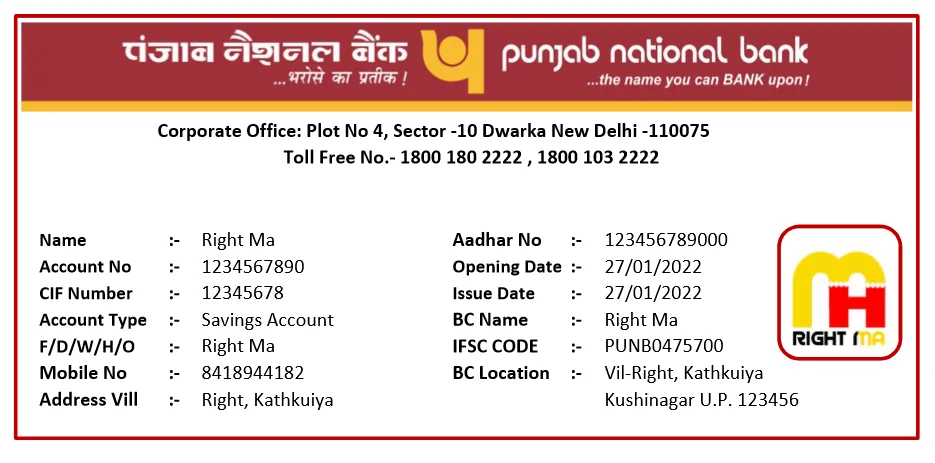 पंजाब नैशनल बैंक punjab national bank
...भरोसे का प्रतीक ! ...the name you can BANK upon !
Corporate Office: Plot No 4, Sector -10 Dwarka New Delhi -110075
Toll Free No.- 1800 180 2222 , 1800 103 2222
Name :- Right Ma Aadhar No :- 123456789000
Account No :- 1234567890 Opening Date :- 27/01/2022
CIF Number :- 12345678 Issue Date :- 27/01/2022
Account Type :- Savings Account BC Name :- Right Ma
F/D/W/H/O :- Right Ma IFSC CODE :- PUNB0475700
Mobile No :- 8418944182 BC Location :- Vil-Right, Kathkuiya
Address Vill :- Right, Kathkuiya Kushinagar U.P. 123456
RIGHT MA